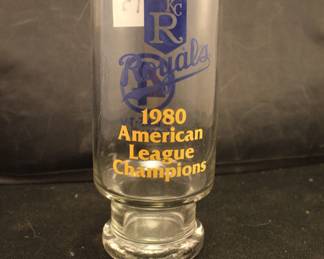 KC
R
Royals
1980
American
League
Champions